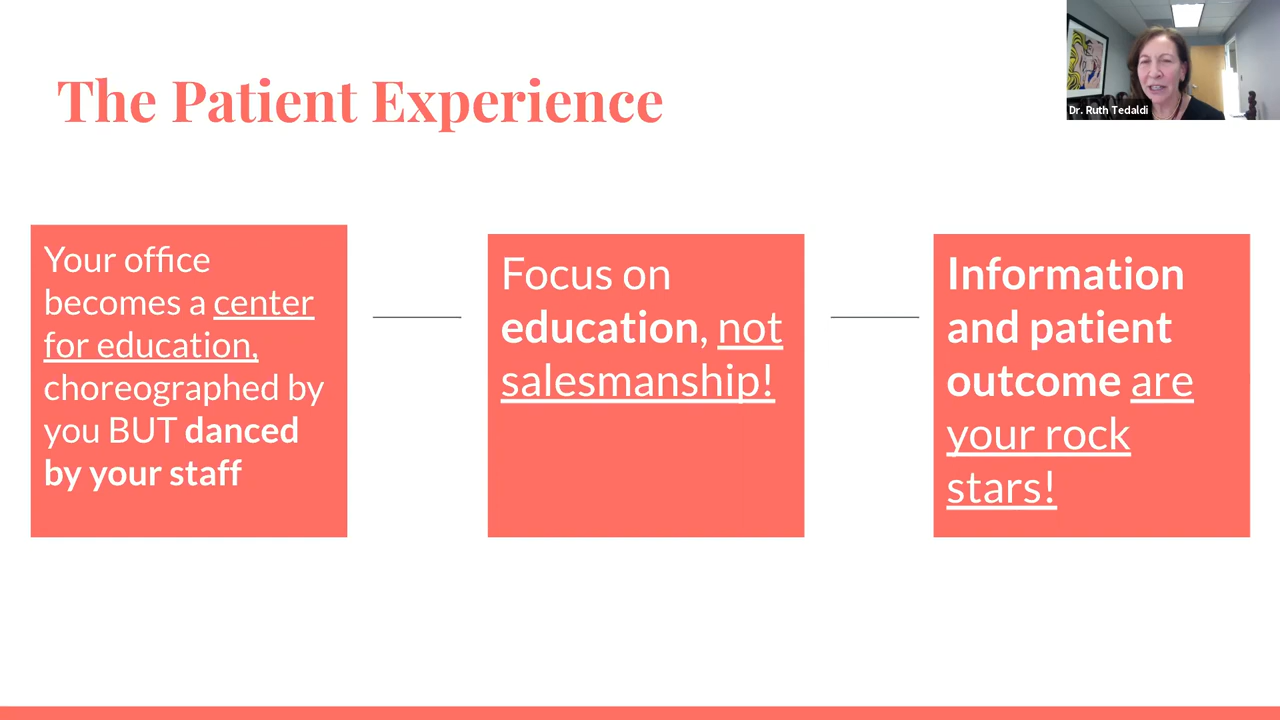 The Patient Experience
Dr. Ruth Tedaldi
Your office
becomes a center
for education,
choreographed by
you BUT danced
by your staff
Focus on
education, not
salesmanship!
Information
and patient
outcome are
your rock
stars!